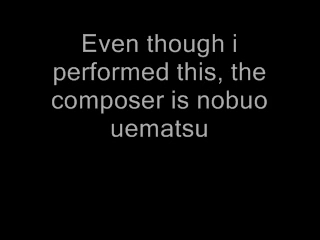 Even though i
performed this, the
composer is nobuo
uematsu